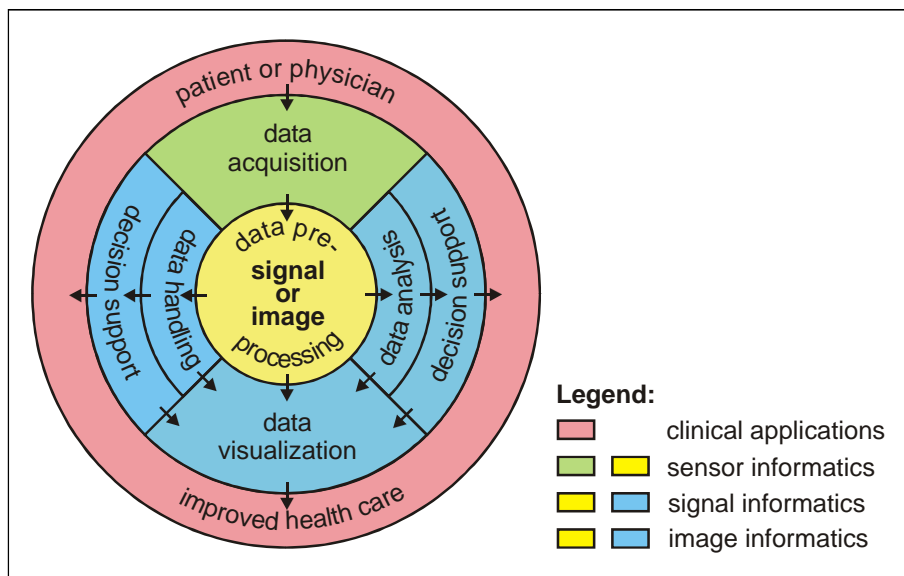 patient or physician
data
acquisition
decision support
data handling
data pre-
signal
or
image
processing
data analysis
decision support
data
visualization
improved health care
Legend:
clinical applications
sensor informatics
signal informatics
image informatics